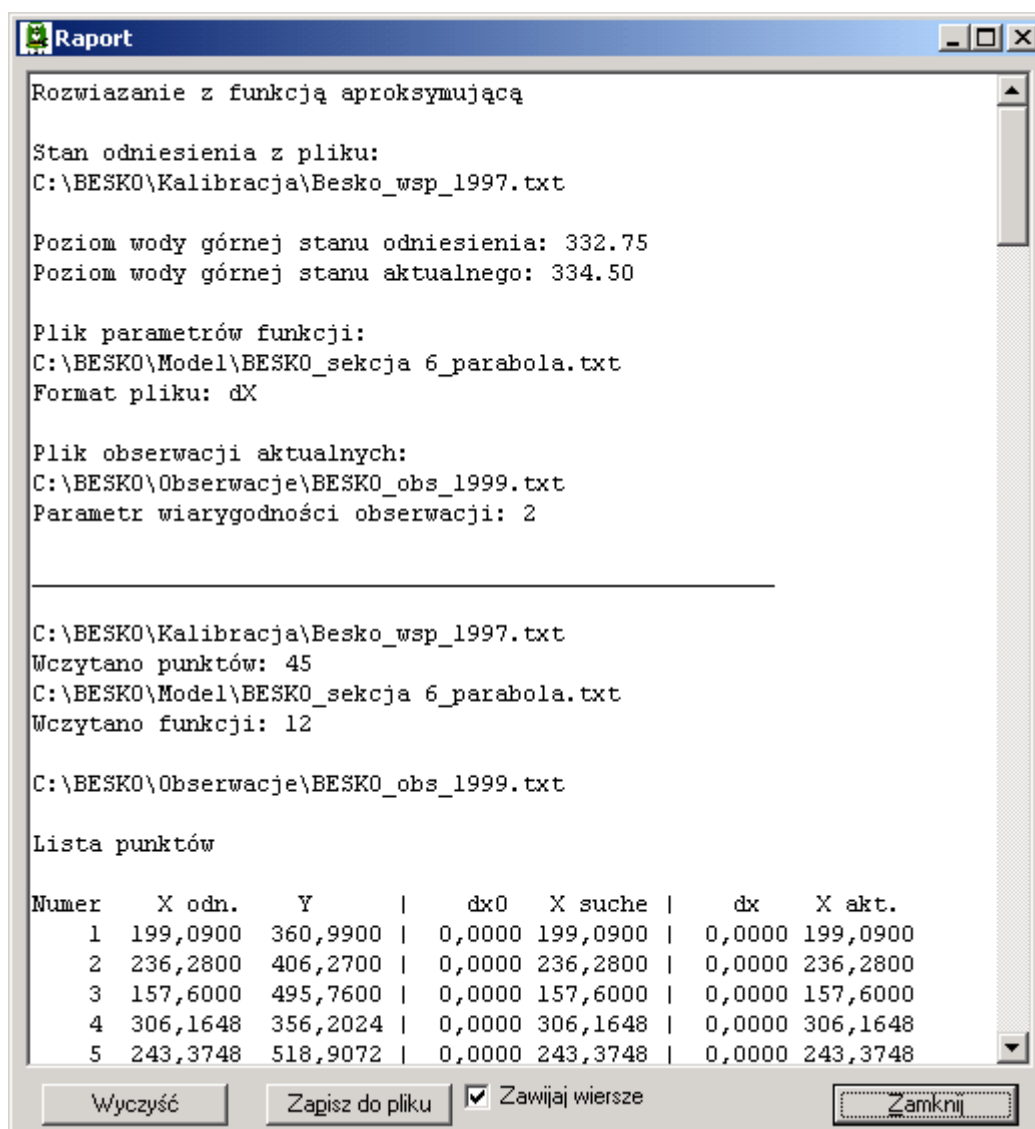 Raport
Rozwiazanie z funkcją aproksymującą
Stan odniesienia z pliku:
C:\BESKO\Kalibracja\Besko_wsp_1997.txt
Poziom wody górnej stanu odniesienia: 332.75
Poziom wody górnej stanu aktualnego: 334.50
Plik parametrów funkcji:
C:\BESKO\Model\BESKO_sekcja 6_parabola.txt
Format pliku: dX
Plik obserwacji aktualnych:
C:\BESKO\Obserwacje\BESKO_obs_1999.txt
Parametr wiarygodności obserwacji: 2
C:\BESKO\Kalibracja\Besko_wsp_1997.txt
Wczytano punktów: 45
C:\BESKO\Model\BESKO_sekcja 6_parabola.txt
Wczytano funkcji: 12
C:\BESKO\Obserwacje\BESKO_obs_1999.txt
Lista punktów
Numer X odn. Y | dx0 X suche | dx X akt.
1 199,0900 360,9900 | 0,0000 199,0900 | 0,0000 199,0900
2 236,2800 406,2700 | 0,0000 236,2800 | 0,0000 236,2800
3 157,6000 495,7600 | 0,0000 157,6000 | 0,0000 157,6000
4 306,1648 356,2024 | 0,0000 306,1648 | 0,0000 306,1648
5 243,3748 518,9072 | 0,0000 243,3748 | 0,0000 243,3748
Wyczyść Zapisz do pliku Zawijaj wiersze Zamknij